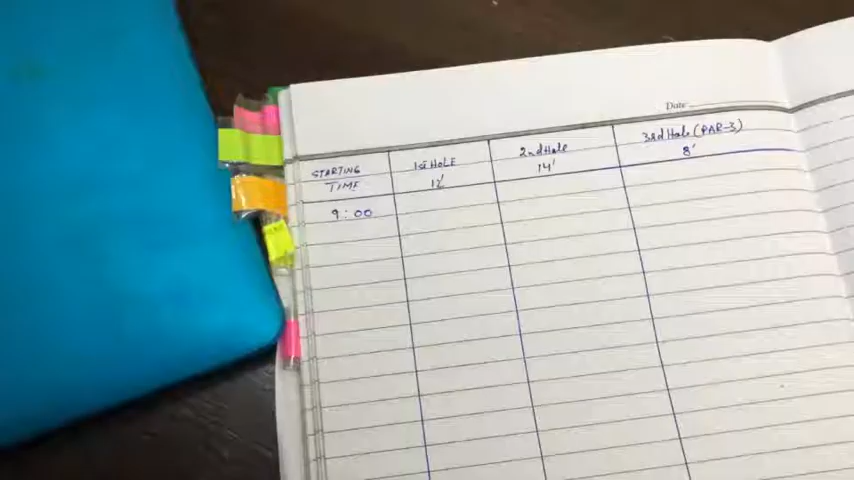 Date
STARTING TIME 1st HOLE 2nd Hole 3rd Hole (PAR-3)
12' 14' 8'
9:00